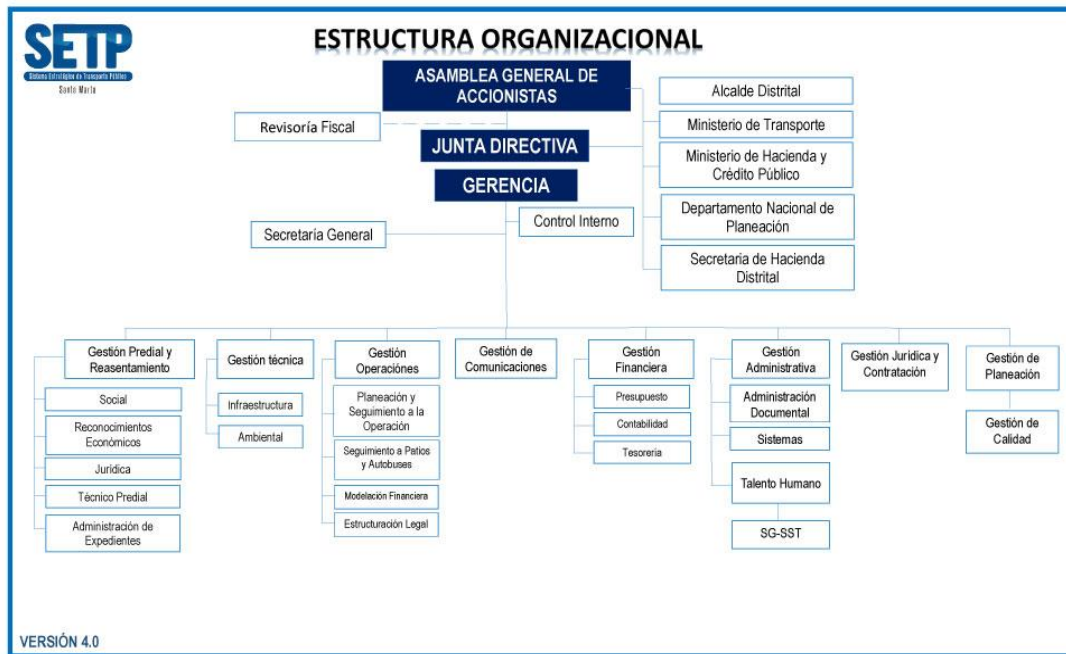 SETP
Sistema Estratégico de Transporte Público
Santa Marta
ESTRUCTURA ORGANIZACIONAL
ASAMBLEA GENERAL DE
ACCIONISTAS
Revisoría Fiscal
JUNTA DIRECTIVA
GERENCIA
Alcalde Distrital
Ministerio de Transporte
Ministerio de Hacienda y
Crédito Público
Departamento Nacional de
Planeación
Secretaria de Hacienda
Distrital
Control Interno
Secretaría General
Gestión Predial y
Reasentamiento
Social
Reconocimientos
Económicos
Jurídica
Técnico Predial
Administración de
Expedientes
Gestión técnica
Infraestructura
Ambiental
Gestión
Operaciónes
Planeación y
Seguimiento a la
Operación
Seguimiento a Patios
y Autobuses
Modelación Financiera
Estructuración Legal
Gestión de
Comunicaciones
Gestión
Financiera
Presupuesto
Contabilidad
Tesoreria
Gestión
Administrativa
Administración
Documental
Sistemas
Talento Humano
SG-SST
Gestión Jurídica y
Contratación
Gestión de
Planeación
Gestión de
Calidad
VERSIÓN 4.0